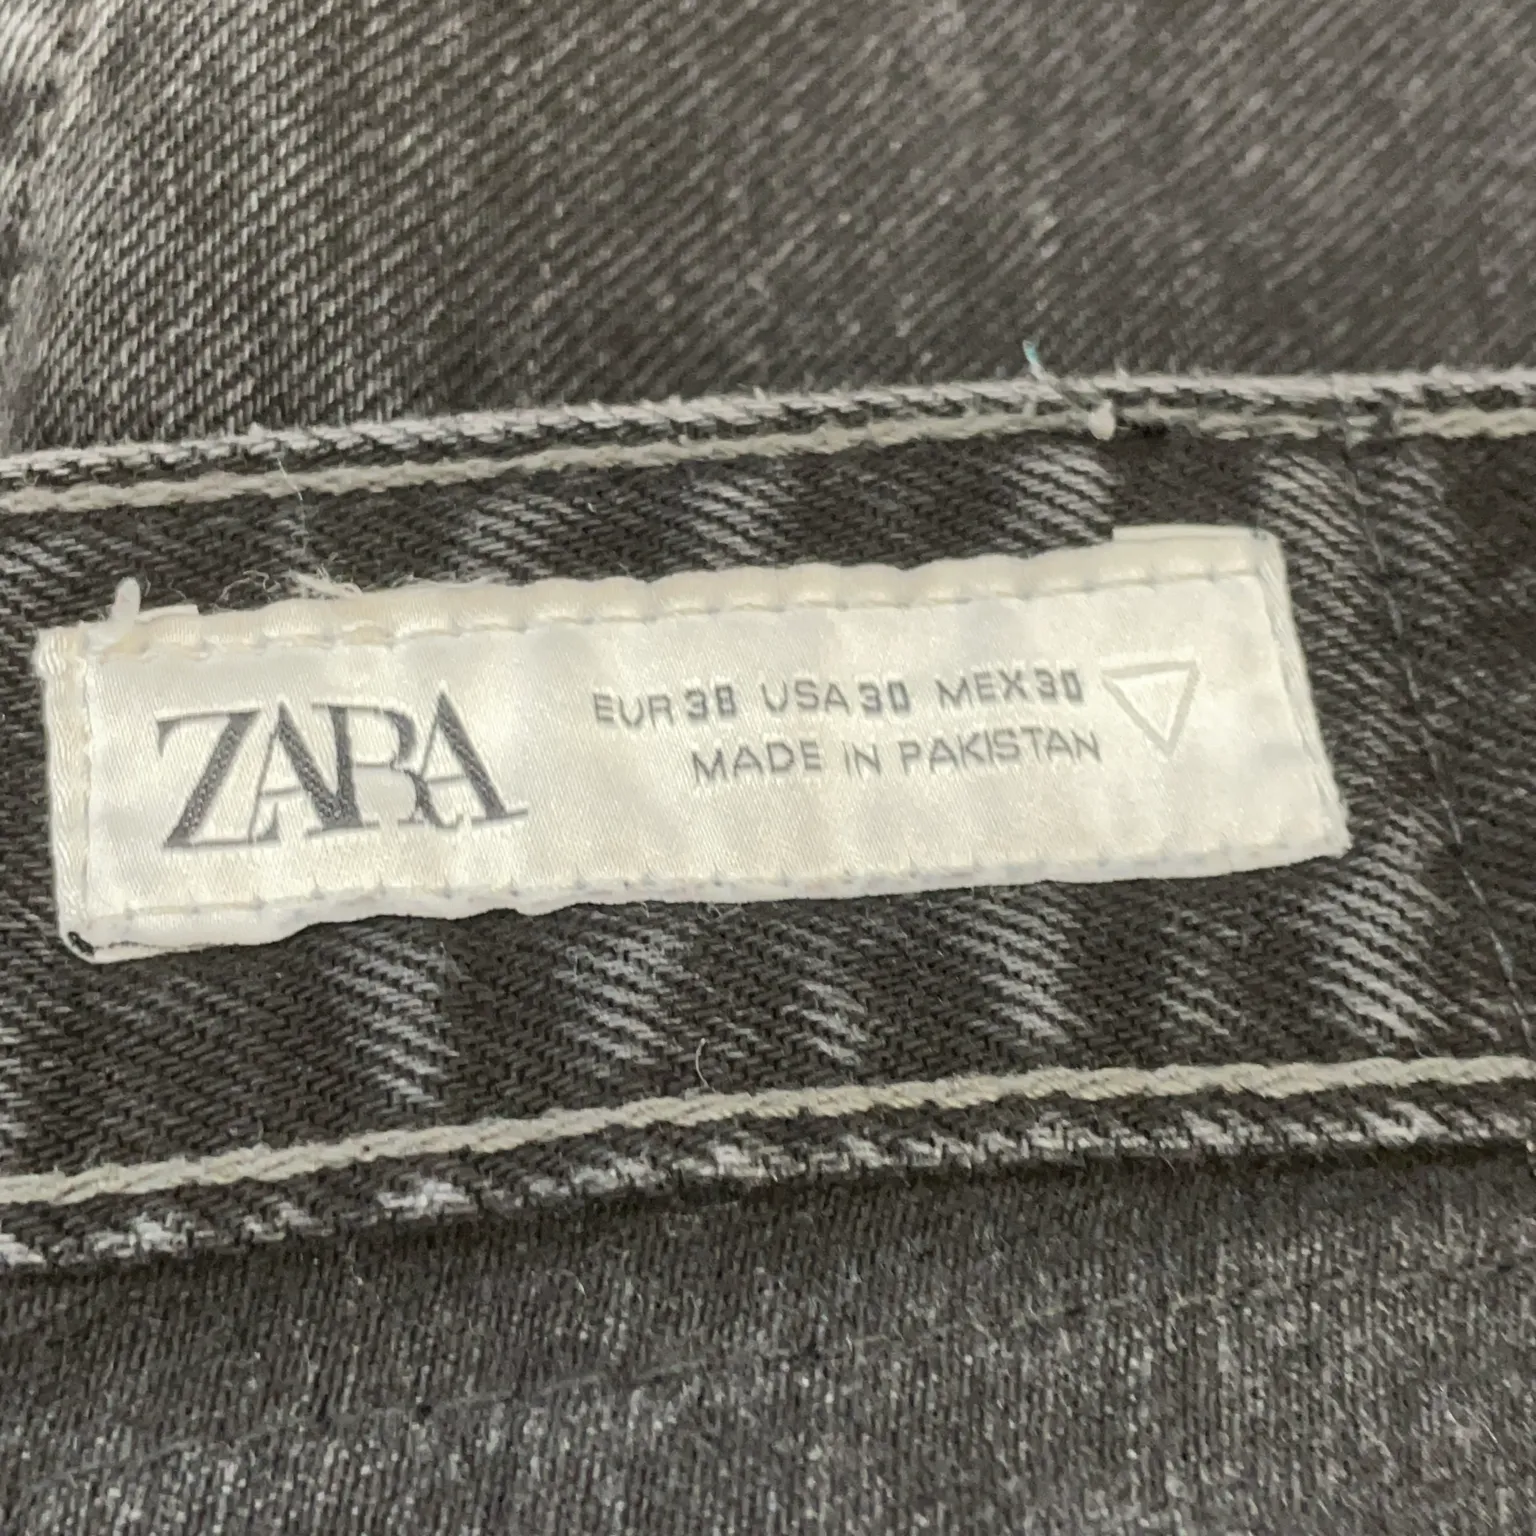 ZARA
EUR 38 USA 30 MEX 30
MADE IN PAKISTAN